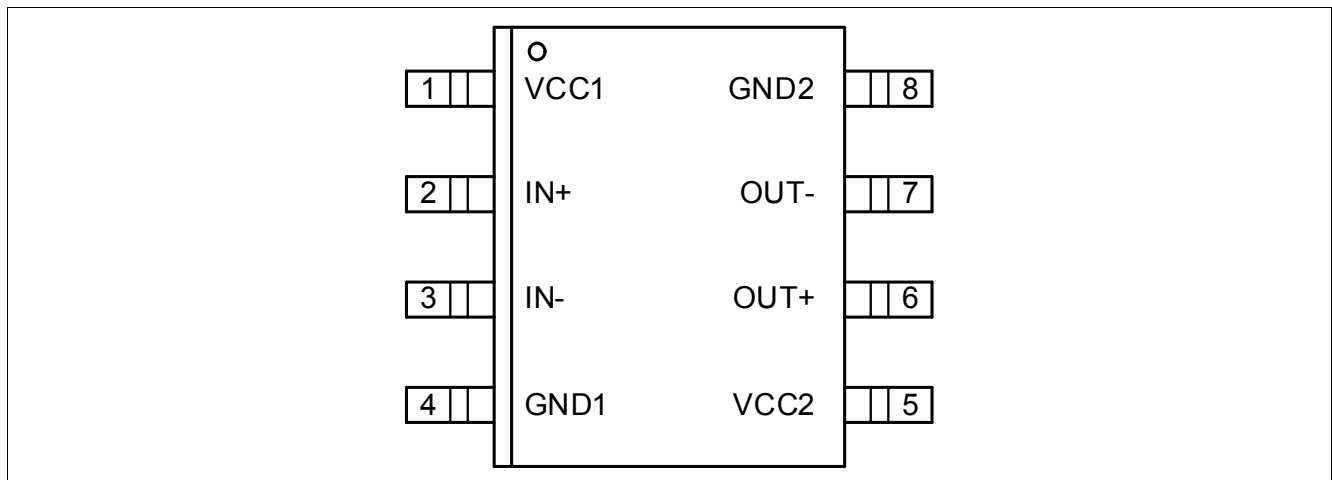 1 VCC1 GND2 8
2 IN+ OUT- 7
3 IN- OUT+ 6
4 GND1 VCC2 5